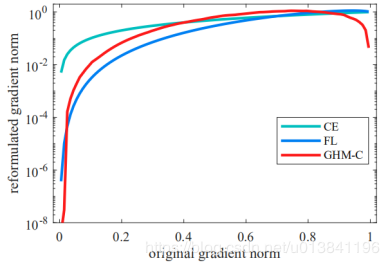 10^0
10^-2
10^-4
10^-6
10^-8
reformulated gradient norm
CE
FL
GHM-C
0 0.2 0.4 0.6 0.8 1
original gradient norm
https://blog.csdn.net/u013841196